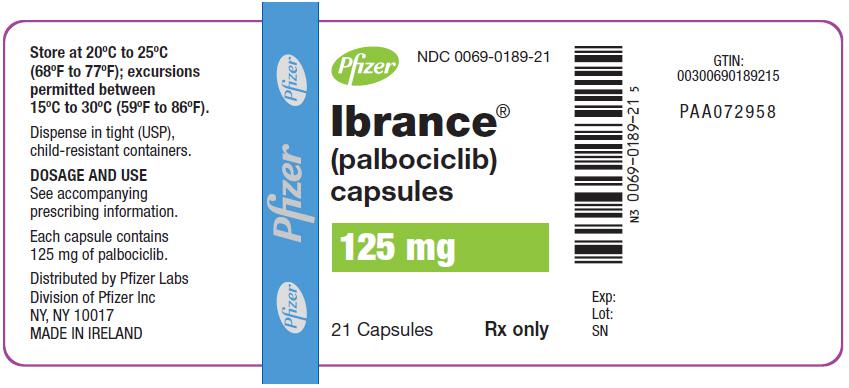 Store at 20ºC to 25ºC
(68ºF to 77ºF); excursions
permitted between
15ºC to 30ºC (59ºF to 86ºF).
Dispense in tight (USP),
child-resistant containers.
DOSAGE AND USE
See accompanying
prescribing information.
Each capsule contains
125 mg of palbociclib.
Distributed by Pfizer Labs
Division of Pfizer Inc
NY, NY 10017
MADE IN IRELAND
Pfizer
Pfizer
Pfizer
Pfizer
NDC 0069-0189-21
Ibrance®
(palbociclib)
capsules
125 mg
21 Capsules
Rx only
N3 0069-0189-21 5
Exp:
Lot:
SN
GTIN:
00300690189215
PAA072958